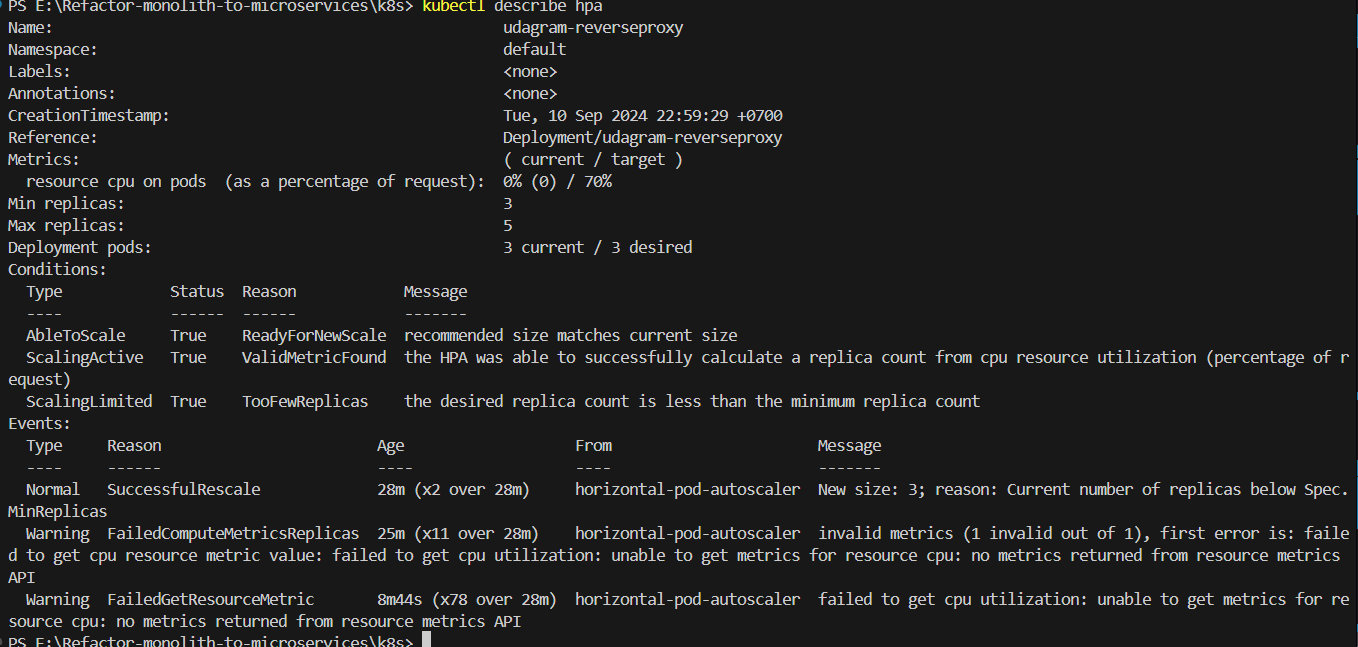 PS E:\Refactor-monolith-to-microservices\k8s> kubectl describe hpa
Name:                                                  udagram-reverseproxy
Namespace:                                             default
Labels:                                                <none>
Annotations:                                           <none>
CreationTimestamp:                                     Tue, 10 Sep 2024 22:59:29 +0700
Reference:                                             Deployment/udagram-reverseproxy
Metrics:                                               ( current / target )
  resource cpu on pods  (as a percentage of request):  0% (0) / 70%
Min replicas:                                          3
Max replicas:                                          5
Deployment pods:                                       3 current / 3 desired
Conditions:
  Type            Status  Reason            Message
  ----            ------  ------            -------
  AbleToScale     True    ReadyForNewScale  recommended size matches current size
  ScalingActive   True    ValidMetricFound  the HPA was able to successfully calculate a replica count from cpu resource utilization (percentage of r
equest)
  ScalingLimited  True    TooFewReplicas    the desired replica count is less than the minimum replica count
Events:
  Type     Reason                        Age                   From                       Message
  ----     ------                        ----                  ----                       -------
  Normal   SuccessfulRescale             28m (x2 over 28m)     horizontal-pod-autoscaler  New size: 3; reason: Current number of replicas below Spec.
MinReplicas
  Warning  FailedComputeMetricsReplicas  25m (x11 over 28m)    horizontal-pod-autoscaler  invalid metrics (1 invalid out of 1), first error is: faile
d to get cpu resource metric value: failed to get cpu utilization: unable to get metrics for resource cpu: no metrics returned from resource metrics
API
  Warning  FailedGetResourceMetric       8m44s (x78 over 28m)  horizontal-pod-autoscaler  failed to get cpu utilization: unable to get metrics for re
source cpu: no metrics returned from resource metrics API
PS E:\Refactor-monolith-to-microservices\k8s>